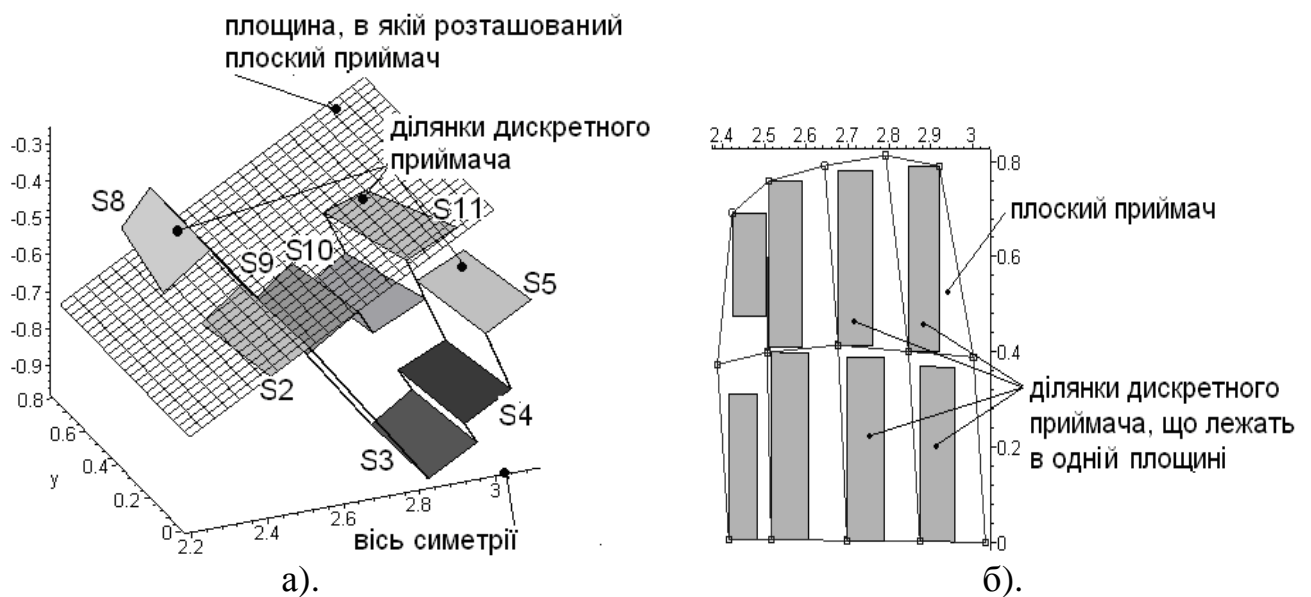 площина, в якій розташований
плоский приймач
ділянки дискретного
приймача
-0.3
-0.4
-0.5
-0.6
-0.7
-0.8
-0.9
0.8
0.6
0.4
0.2
0
y
2.2
2.4
2.6
2.8
3
S8
S9
S10
S11
S5
S2
S4
S3
вісь симетрії
а).
2.4 2.5 2.6 2.7 2.8 2.9 3
0.8
0.6
0.4
0.2
0
плоский приймач
ділянки дискретного
приймача, що лежать
в одній площині
б).